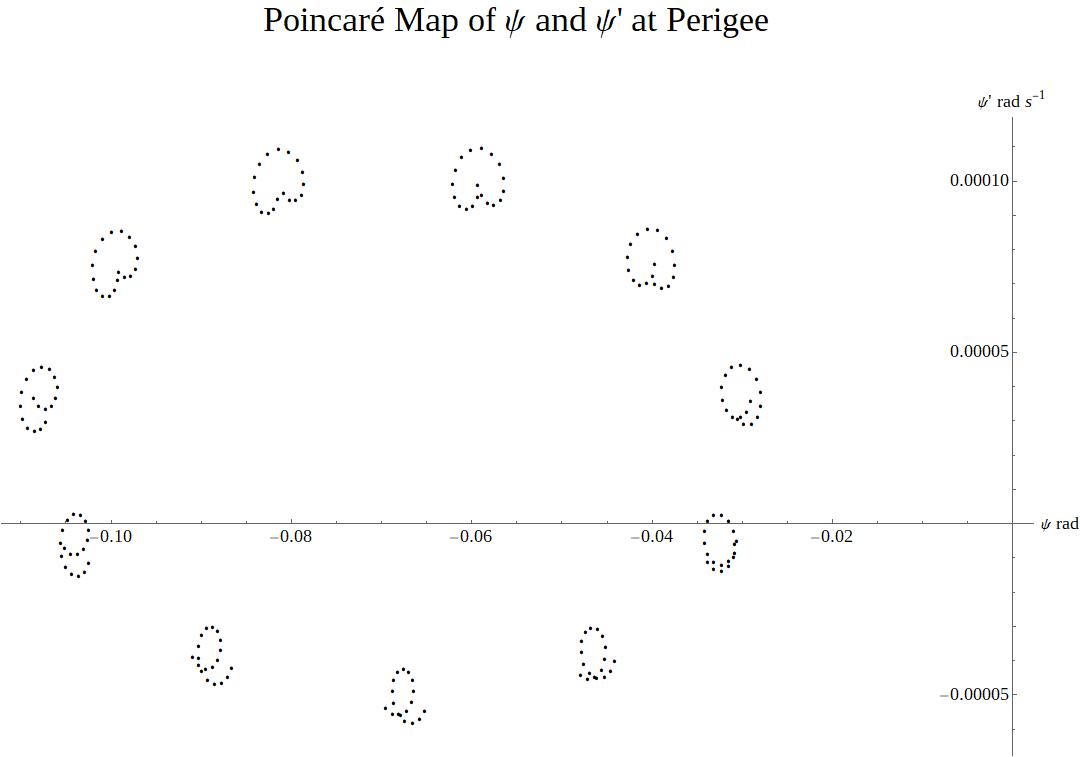 Poincaré Map of ψ and ψ' at Perigee
ψ' rad s⁻¹
0.00010
0.00005
−0.10 −0.08 −0.06 −0.04 −0.02 ψ rad
−0.00005